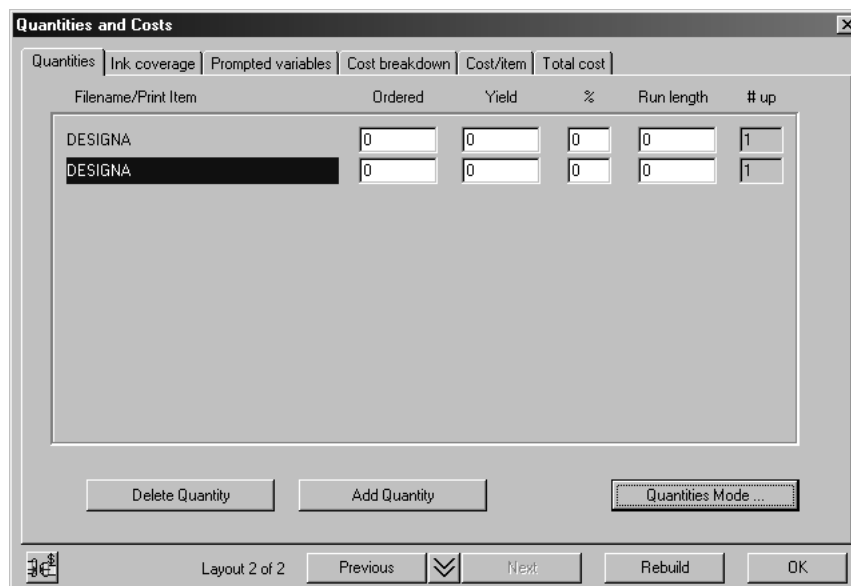 Quantities and Costs
Quantities Ink coverage Prompted variables Cost breakdown Cost/item Total cost
Filename/Print Item Ordered Yield % Run length # up
DESIGNA 0 0 0 0 1
DESIGNA 0 0 0 0 1
Delete Quantity Add Quantity Quantities Mode ...
Layout 2 of 2 Previous Next Rebuild OK